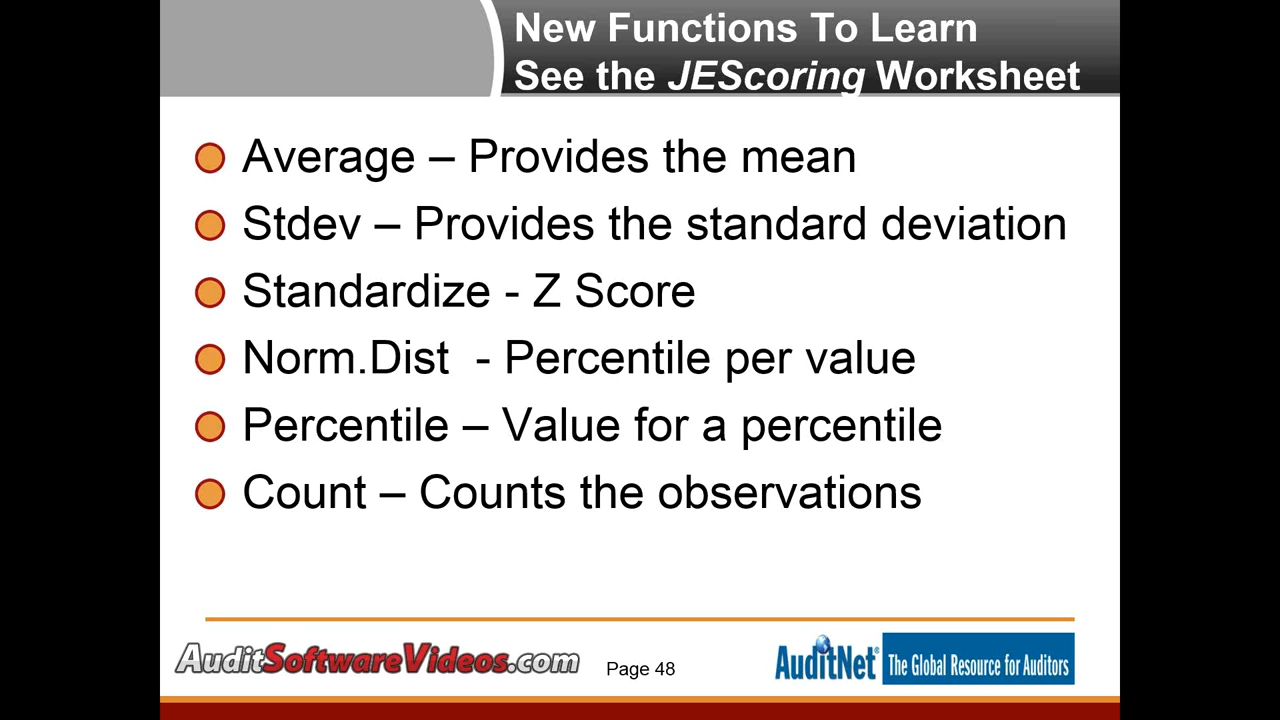 New Functions To Learn
See the JEScoring Worksheet
Average – Provides the mean
Stdev – Provides the standard deviation
Standardize - Z Score
Norm.Dist - Percentile per value
Percentile – Value for a percentile
Count – Counts the observations
AuditSoftwareVideos.com
Page 48
AuditNet® The Global Resource for Auditors